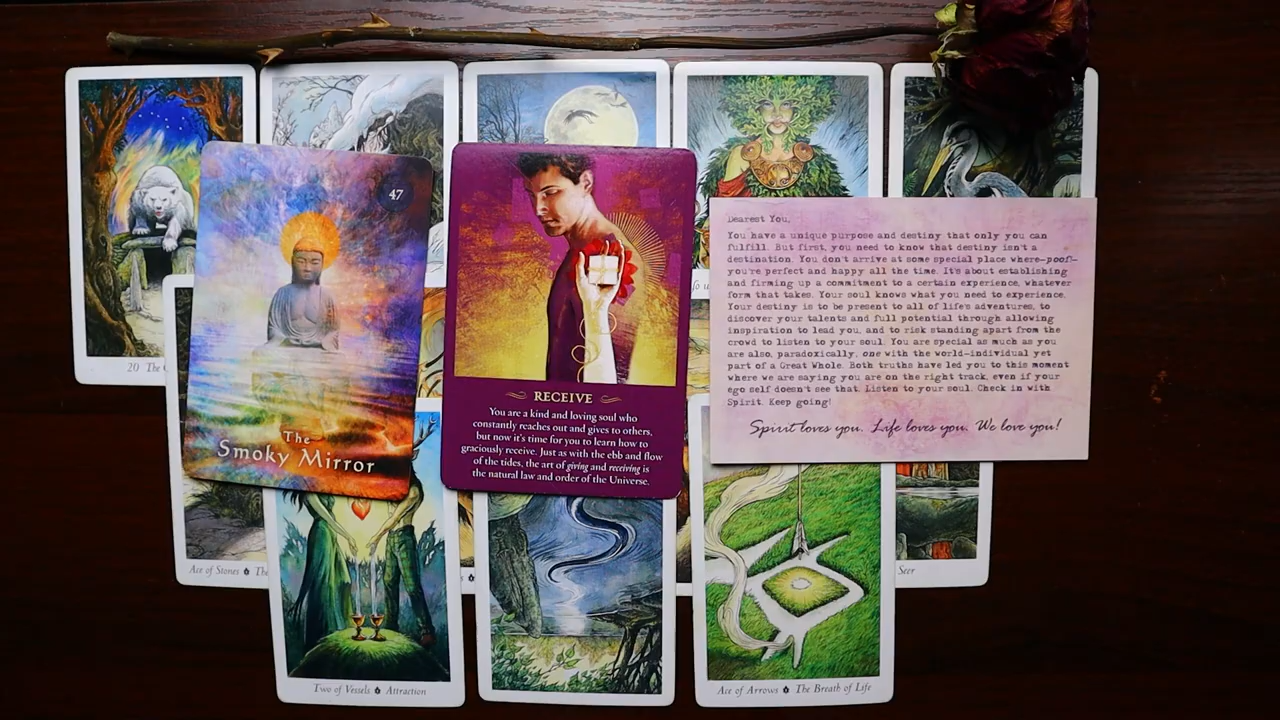 47
The
Smoky Mirror
RECEIVE
You are a kind and loving soul who
constantly reaches out and gives to others,
but now it's time for you to learn how to
graciously receive. Just as with the ebb and flow
of the tides, the art of giving and receiving is
the natural law and order of the Universe.
Dearest You,
You have a unique purpose and destiny that only you can
fulfill. But first, you need to know that destiny isn't a
destination. You don't arrive at some special place where—poof!—
you're perfect and happy all the time. It's about establishing
and firming up a commitment to a certain experience, whatever
form that takes. Your soul knows what you need to experience.
Your destiny is to be present to all of life's adventures, to
discover your talents and full potential through allowing
inspiration to lead you, and to risk standing apart from the
crowd to listen to your soul. You are special as much as you
are also, paradoxically, one with the world—individual yet
part of a Great Whole. Both truths have led you to this moment
where we are saying you are on the right track, even if your
ego self doesn't see that. Listen to your soul. Check in with
Spirit. Keep going!
Spirit loves you. Life loves you. We love you!
20 The
Ace of Stones
Seer
Two of Vessels Attraction
Ace of Arrows The Breath of Life